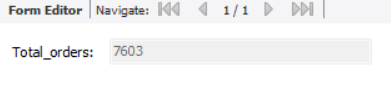 Form Editor Navigate: 1 / 1
Total_orders: 7603